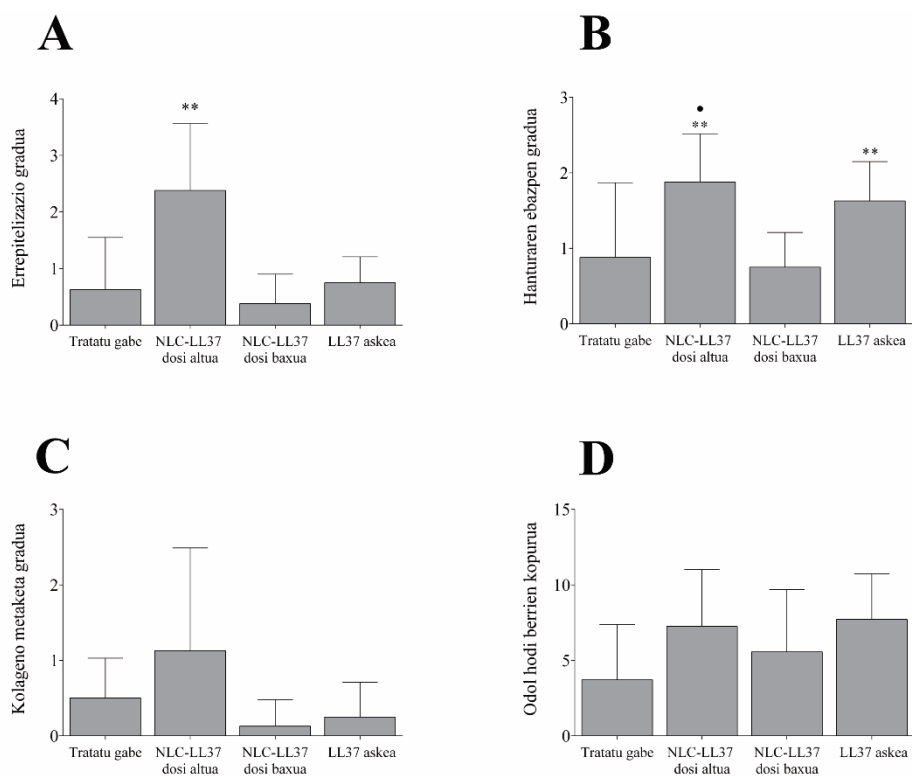 A
Errepitelizazio gradua
4
3
2
1
0
**
Tratatu gabe
NLC-LL37
dosi altua
NLC-LL37
dosi baxua
LL37 askea
B
Hanturaren ebazpen gradua
3
2
1
0
•
**
**
Tratatu gabe
NLC-LL37
dosi altua
NLC-LL37
dosi baxua
LL37 askea
C
Kolageno metaketa gradua
3
2
1
0
Tratatu gabe
NLC-LL37
dosi altua
NLC-LL37
dosi baxua
LL37 askea
D
Odol hodi berrien kopurua
15
10
5
0
Tratatu gabe
NLC-LL37
dosi altua
NLC-LL37
dosi baxua
LL37 askea